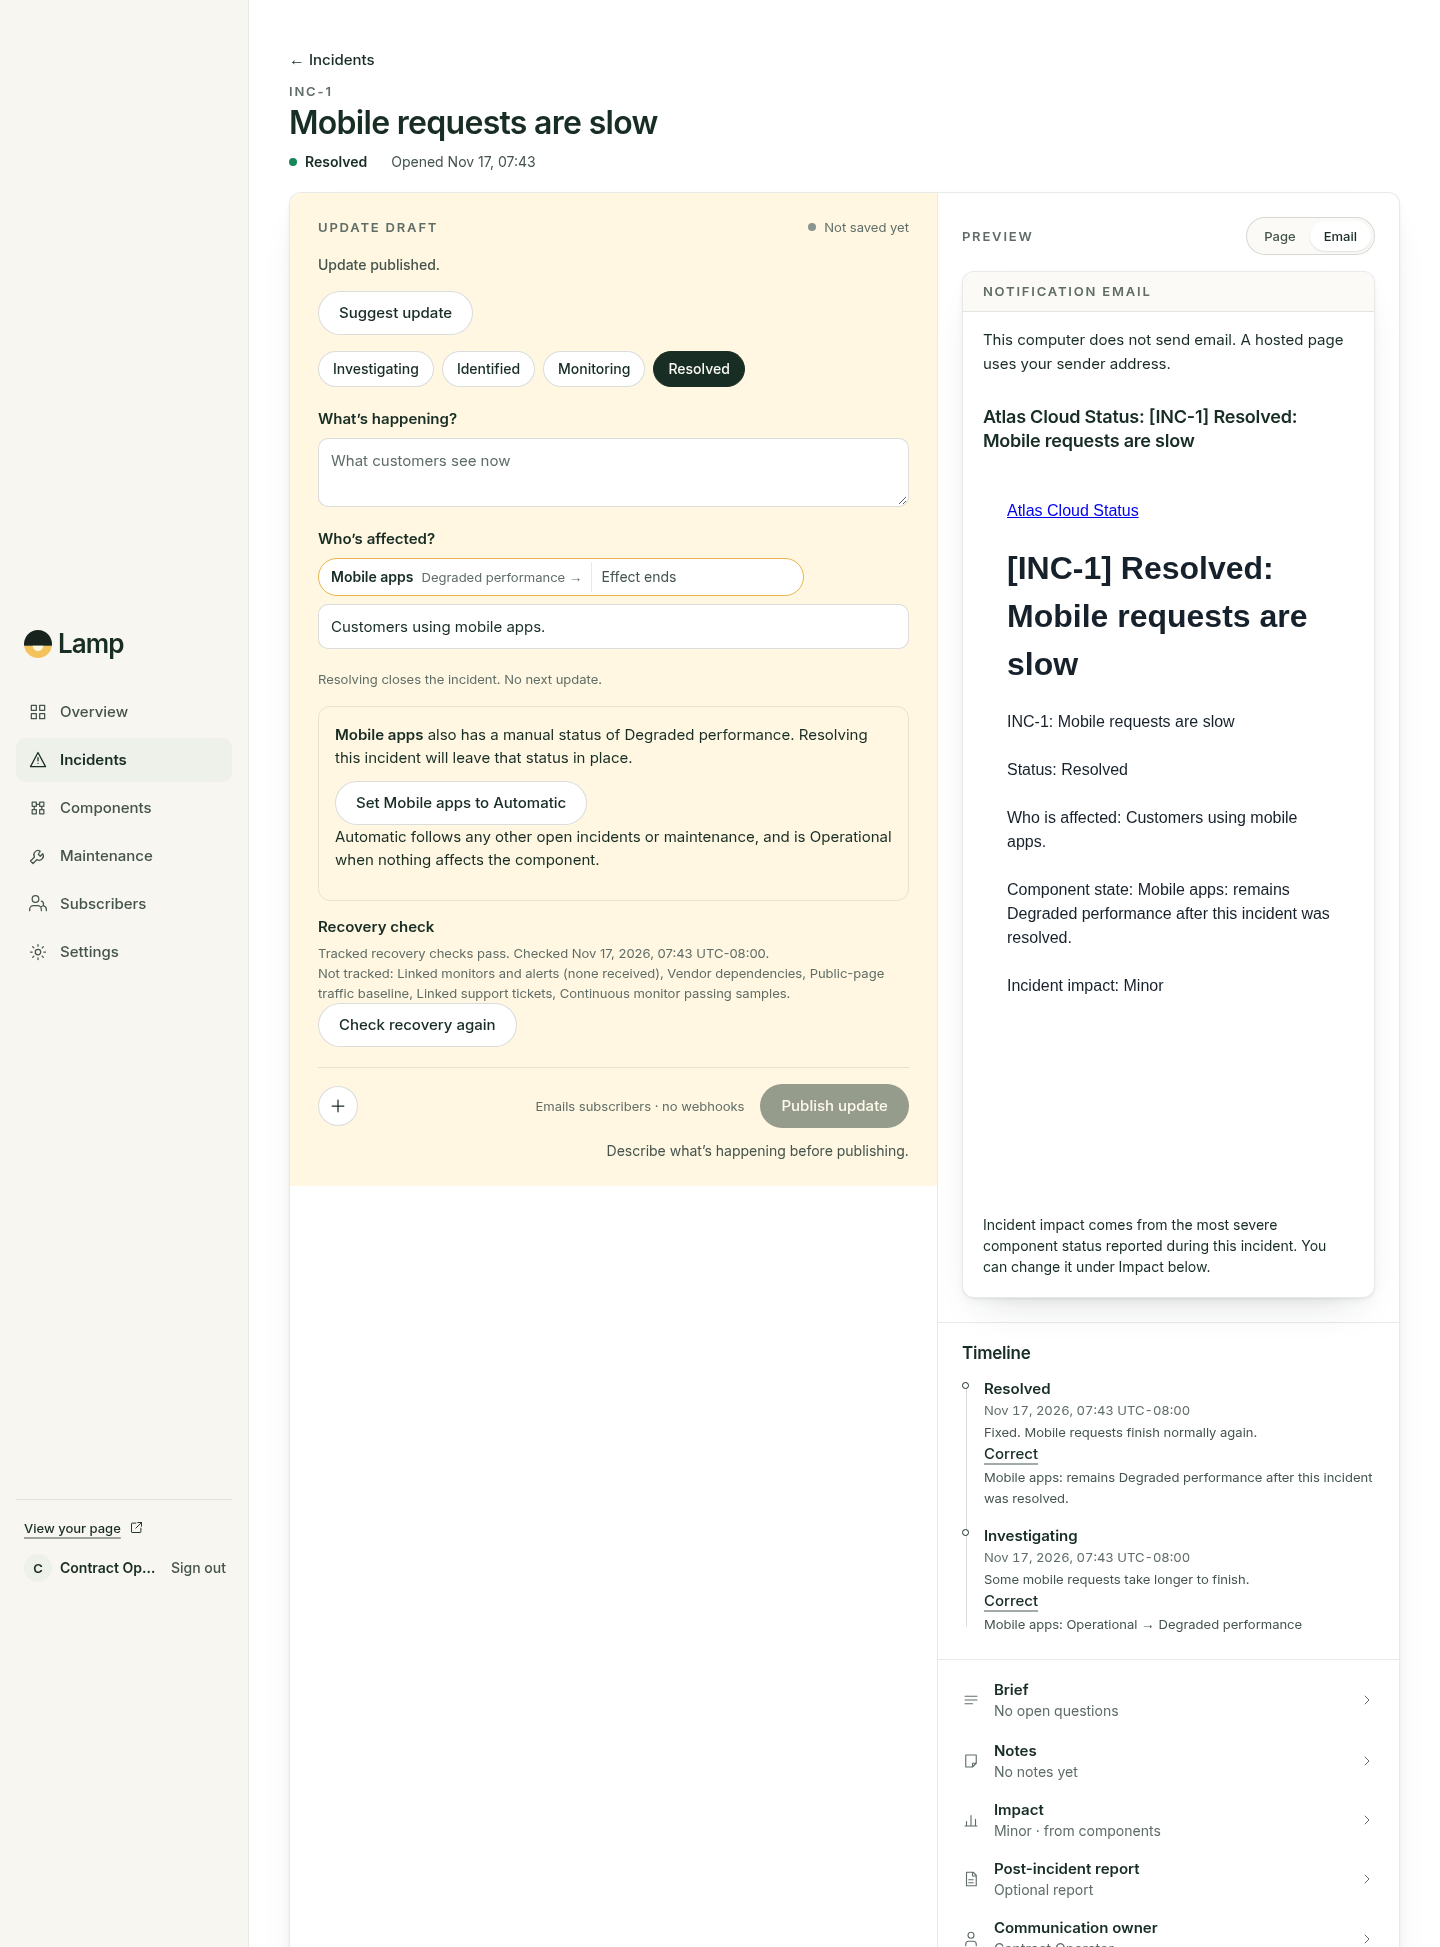 ← Incidents
INC-1
Mobile requests are slow
Resolved Opened Nov 17, 07:43
UPDATE DRAFT
Not saved yet
Update published.
Suggest update
Investigating Identified Monitoring Resolved
What's happening?
What customers see now
Who's affected?
Mobile apps Degraded performance → Effect ends
Customers using mobile apps.
Resolving closes the incident. No next update.
Mobile apps also has a manual status of Degraded performance. Resolving
this incident will leave that status in place.
Set Mobile apps to Automatic
Automatic follows any other open incidents or maintenance, and is Operational
when nothing affects the component.
Recovery check
Tracked recovery checks pass. Checked Nov 17, 2026, 07:43 UTC-08:00.
Not tracked: Linked monitors and alerts (none received), Vendor dependencies, Public-page
traffic baseline, Linked support tickets, Continuous monitor passing samples.
Check recovery again
Emails subscribers · no webhooks Publish update
Describe what's happening before publishing.
PREVIEW
Page Email
NOTIFICATION EMAIL
This computer does not send email. A hosted page
uses your sender address.
Atlas Cloud Status: [INC-1] Resolved:
Mobile requests are slow
Atlas Cloud Status
[INC-1] Resolved:
Mobile requests are
slow
INC-1: Mobile requests are slow
Status: Resolved
Who is affected: Customers using mobile
apps.
Component state: Mobile apps: remains
Degraded performance after this incident was
resolved.
Incident impact: Minor
Incident impact comes from the most severe
component status reported during this incident. You
can change it under Impact below.
Timeline
Resolved
Nov 17, 2026, 07:43 UTC-08:00
Fixed. Mobile requests finish normally again.
Correct
Mobile apps: remains Degraded performance after this incident
was resolved.
Investigating
Nov 17, 2026, 07:43 UTC-08:00
Some mobile requests take longer to finish.
Correct
Mobile apps: Operational → Degraded performance
Brief
No open questions
Notes
No notes yet
Impact
Minor · from components
Post-incident report
Optional report
Communication owner
Contract Operator
Lamp
Overview
Incidents
Components
Maintenance
Subscribers
Settings
View your page
C Contract Op... Sign out